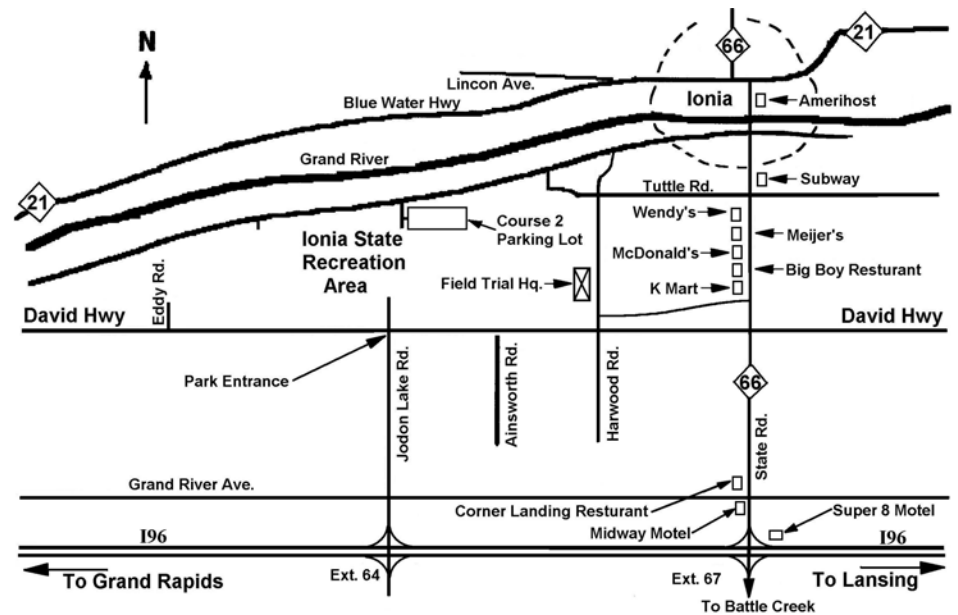 21
66
N
Lincon Ave.
Blue Water Hwy
Ionia
Amerihost
Grand River
21
Tuttle Rd.
Subway
Wendy's
Course 2
Parking Lot
Meijer's
Ionia State
Recreation
Area
McDonald's
Big Boy Resturant
Field Trial Hq.
K Mart
Eddy Rd.
David Hwy
David Hwy
Park Entrance
Jodon Lake Rd.
Ainsworth Rd.
Harwood Rd.
66
State Rd.
Grand River Ave.
Corner Landing Resturant
Super 8 Motel
Midway Motel
I96
I96
To Grand Rapids
Ext. 64
Ext. 67
To Lansing
To Battle Creek